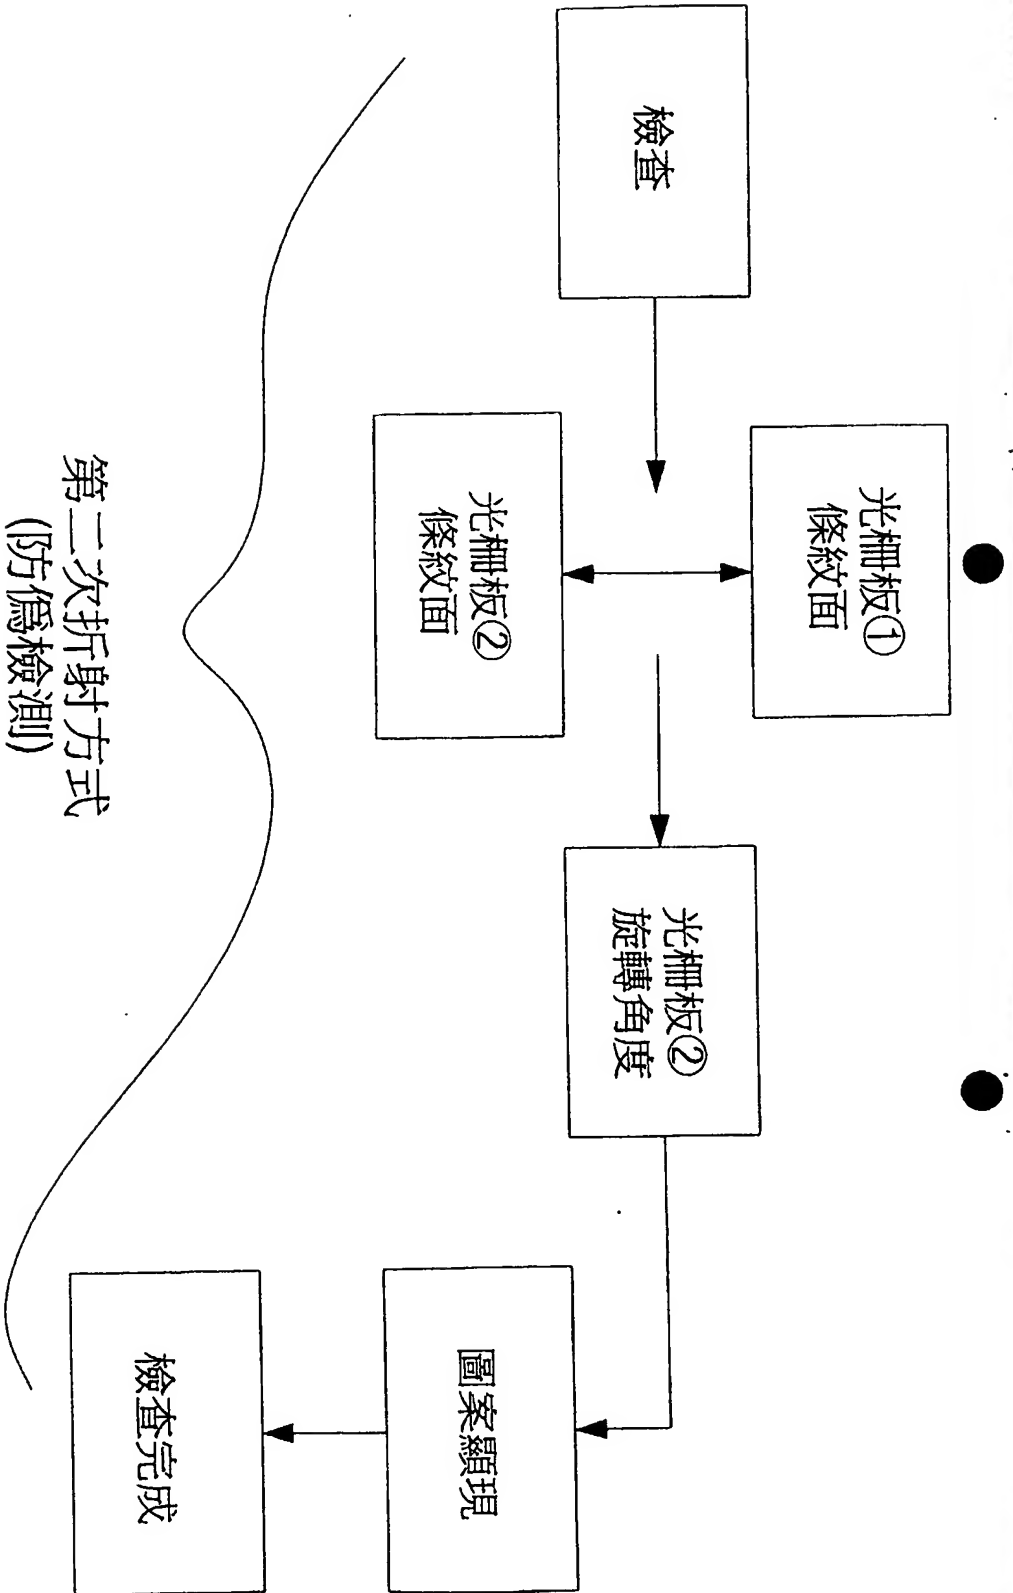 檢查
光柵板①
條紋面
光柵板②
條紋面
光柵板②
旋轉角度
圖案顯現
檢查完成
第二次折射方式
(防偽檢測)